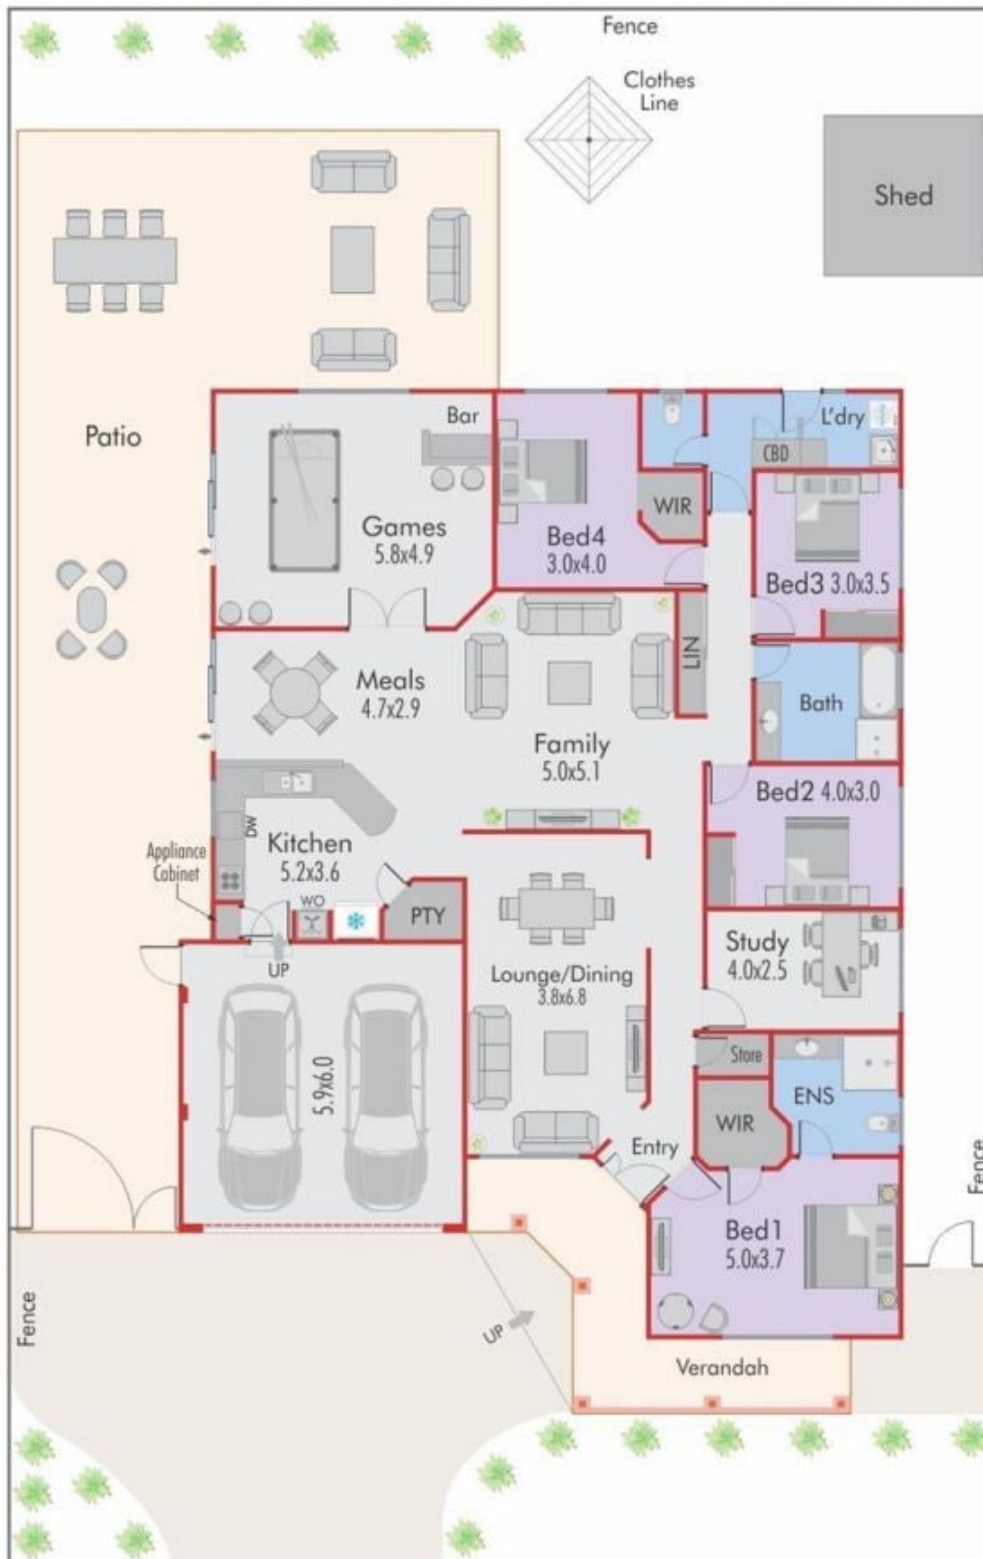 Fence
Clothes
Line
Shed
Patio
Bar
L'dry
CBD
Games
5.8x4.9
WIR
Bed4
3.0x4.0
Bed3 3.0x3.5
LIN
Meals
4.7x2.9
Bath
Family
5.0x5.1
Bed2 4.0x3.0
DW
Kitchen
5.2x3.6
Appliance
Cabinet
WO
PTY
UP
Study
4.0x2.5
Lounge/Dining
3.8x6.8
5.9x6.0
Store
ENS
WIR
Entry
Fence
Bed1
5.0x3.7
Fence
UP
Verandah